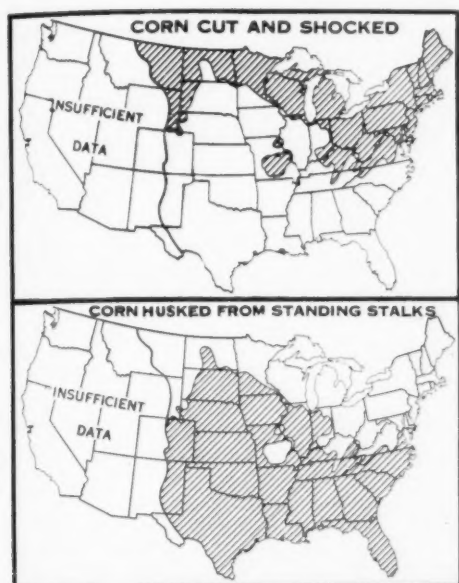 CORN CUT AND SHOCKED
INSUFFICIENT
DATA
CORN HUSKED FROM STANDING STALKS
INSUFFICIENT
DATA